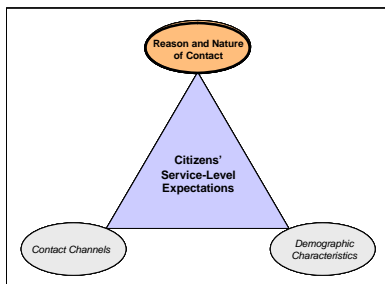 Reason and Nature
of Contact
Citizens'
Service-Level
Expectations
Contact Channels
Demographic
Characteristics